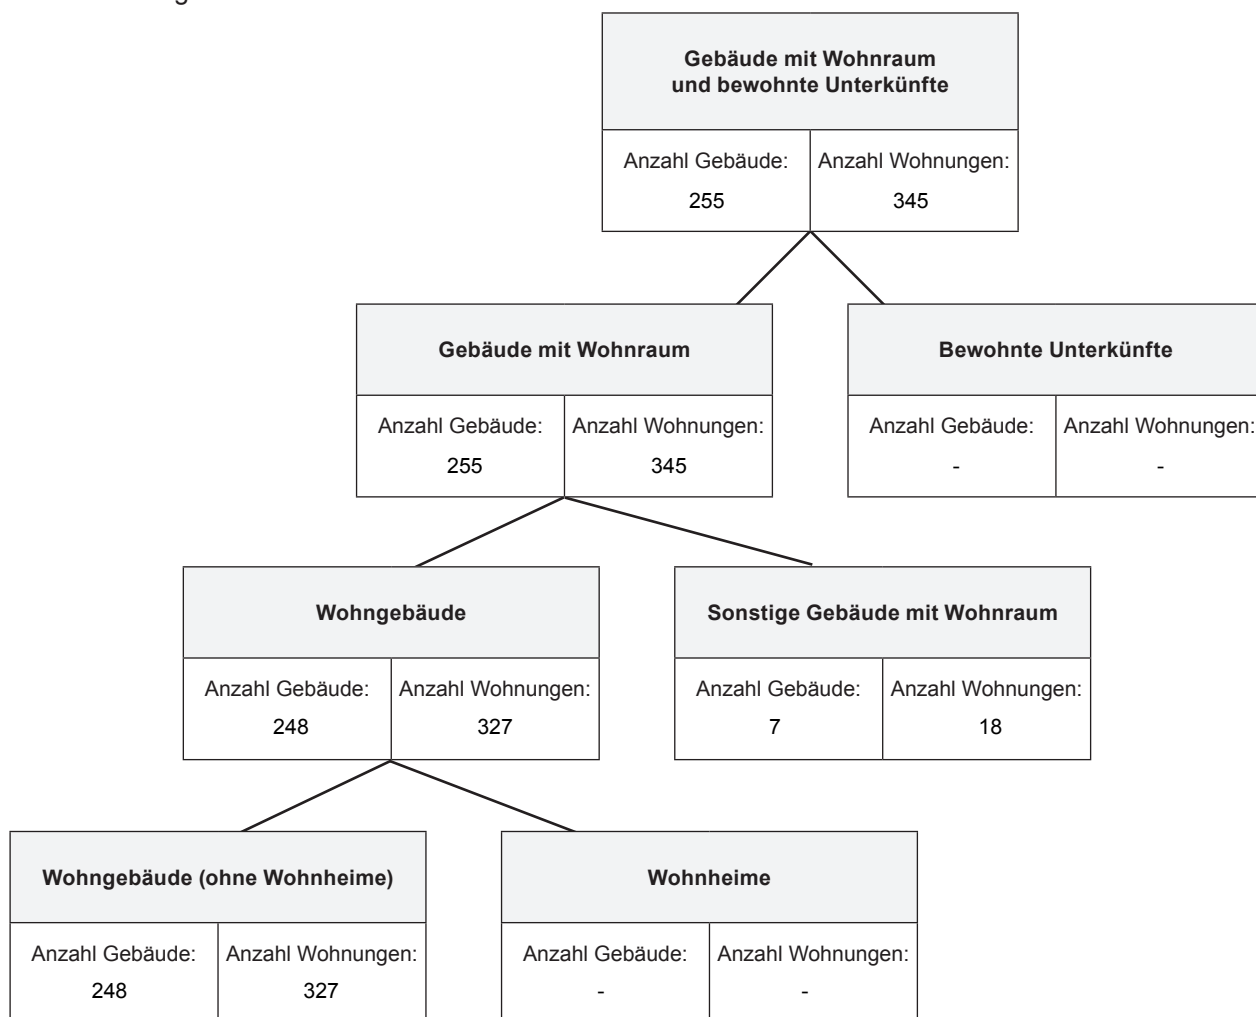 Gebäude mit Wohnraum
und bewohnte Unterkünfte
Anzahl Gebäude: Anzahl Wohnungen:
255 345
Gebäude mit Wohnraum
Anzahl Gebäude: Anzahl Wohnungen:
255 345
Bewohnte Unterkünfte
Anzahl Gebäude: Anzahl Wohnungen:
- -
Wohngebäude
Anzahl Gebäude: Anzahl Wohnungen:
248 327
Sonstige Gebäude mit Wohnraum
Anzahl Gebäude: Anzahl Wohnungen:
7 18
Wohngebäude (ohne Wohnheime)
Anzahl Gebäude: Anzahl Wohnungen:
248 327
Wohnheime
Anzahl Gebäude: Anzahl Wohnungen:
- -